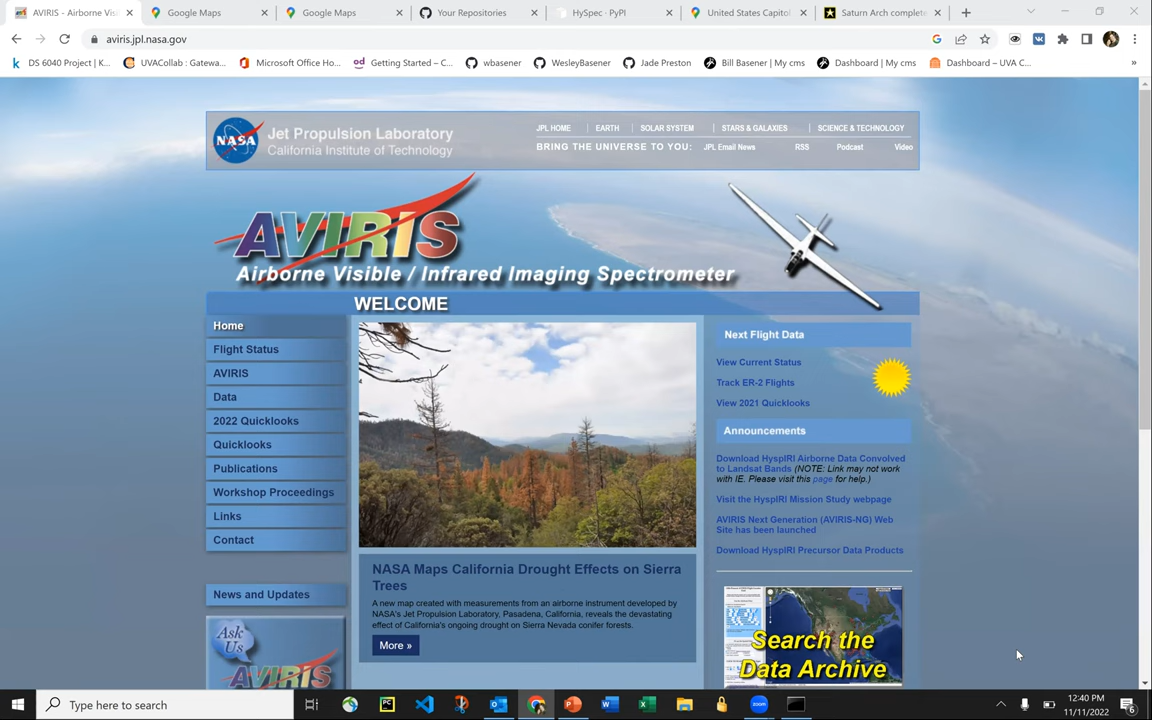 AVIRIS - Airborne Vis
Google Maps
Google Maps
Your Repositories
HySpec · PyPI
United States Capitol
Saturn Arch complete
aviris.jpl.nasa.gov
DS 6040 Project | K...
UVACollab : Gatewa...
Microsoft Office Ho...
Getting Started – C...
wbasener
WesleyBasener
Jade Preston
Bill Basener | My cms
Dashboard | My cms
Dashboard – UVA C...
»
NASA
Jet Propulsion Laboratory
California Institute of Technology
JPL HOME
EARTH
SOLAR SYSTEM
STARS & GALAXIES
SCIENCE & TECHNOLOGY
BRING THE UNIVERSE TO YOU:
JPL Email News
RSS
Podcast
Video
AVIRIS
Airborne Visible / Infrared Imaging Spectrometer
WELCOME
Home
Flight Status
AVIRIS
Data
2022 Quicklooks
Quicklooks
Publications
Workshop Proceedings
Links
Contact
News and Updates
Ask
Us
AVIRIS
NASA Maps California Drought Effects on Sierra
Trees
A new map created with measurements from an airborne instrument developed by
NASA's Jet Propulsion Laboratory, Pasadena, California, reveals the devastating
effect of California's ongoing drought on Sierra Nevada conifer forests.
More »
Next Flight Data
View Current Status
Track ER-2 Flights
View 2021 Quicklooks
Announcements
Download HyspIRI Airborne Data Convolved
to Landsat Bands (NOTE: Link may not work
with IE. Please visit this page for help.)
Visit the HyspIRI Mission Study webpage
AVIRIS Next Generation (AVIRIS-NG) Web
Site has been launched
Download HyspIRI Precursor Data Products
Search the
Data Archive
Type here to search
12:40 PM
11/11/2022
6